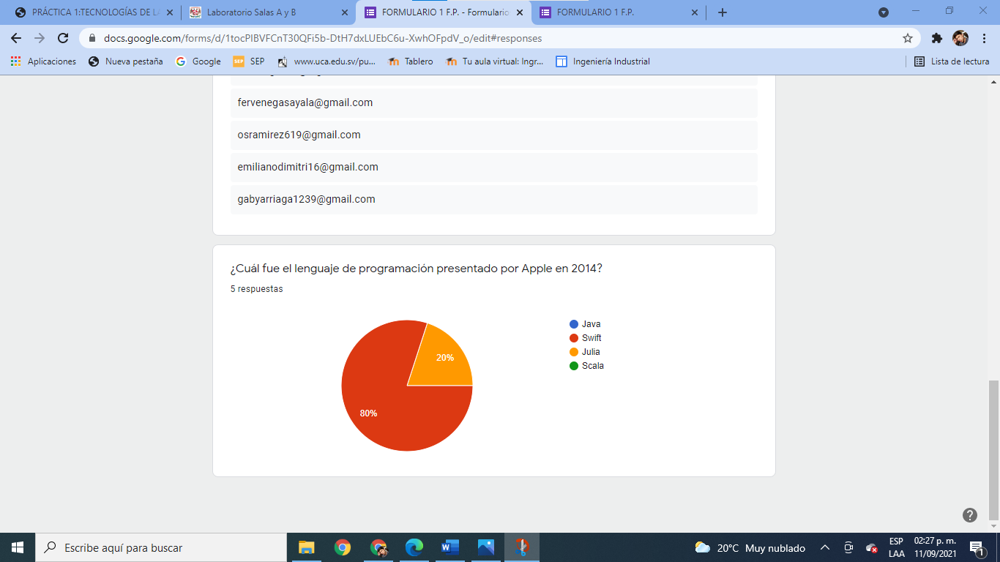 PRÁCTICA 1:TECNOLOGÍAS DE L
Laboratorio Salas A y B
FORMULARIO 1 F.P. - Formulario
FORMULARIO 1 F.P.
docs.google.com/forms/d/1tocPIBVFCnT30QFi5b-DtH7dxLUEbC6u-XwhOFpdV_o/edit#responses
Aplicaciones
Nueva pestaña
Google
SEP
SEP
www.uca.edu.sv/pu...
Tablero
Tu aula virtual: Ingr...
Ingeniería Industrial
Lista de lectura
fervenegasayala@gmail.com
osramirez619@gmail.com
emilianodimitri16@gmail.com
gabyarriaga1239@gmail.com
¿Cuál fue el lenguaje de programación presentado por Apple en 2014?
5 respuestas
Java
Swift
Julia
Scala
20%
80%
Escribe aquí para buscar
20°C Muy nublado
ESP
LAA
02:27 p. m.
11/09/2021
1